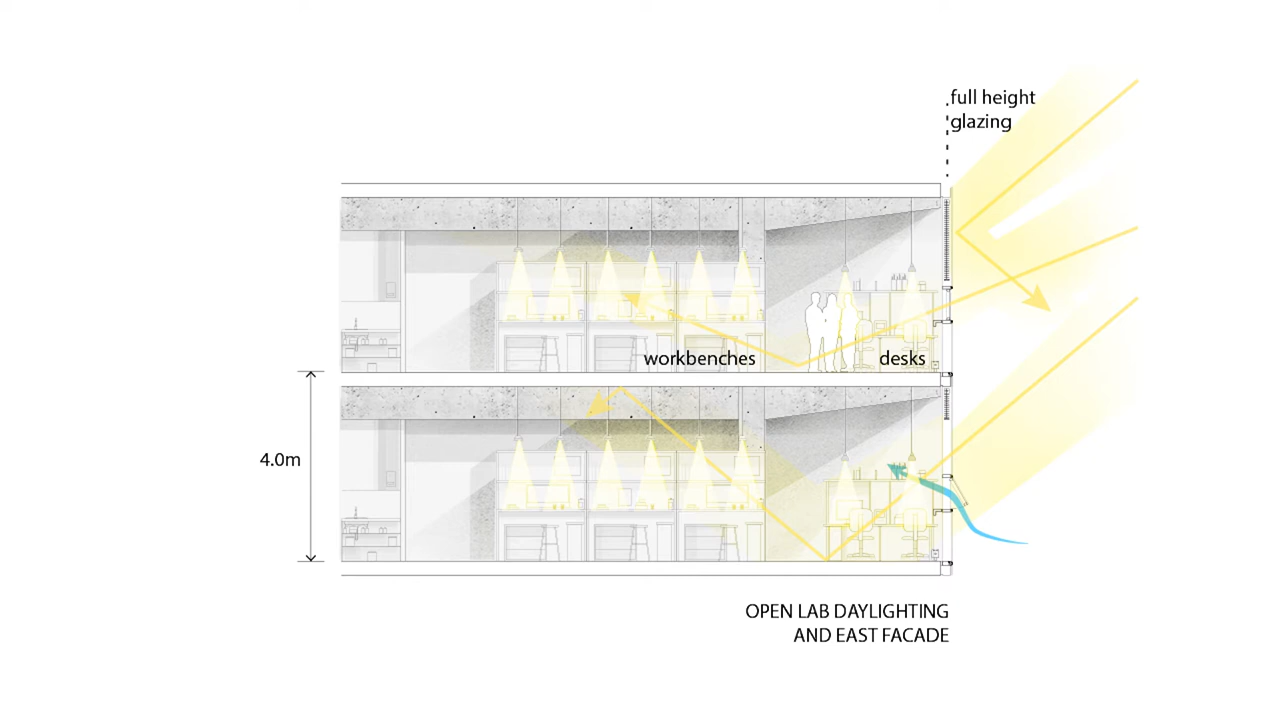 full height
glazing
workbenches
desks
4.0m
OPEN LAB DAYLIGHTING
AND EAST FACADE